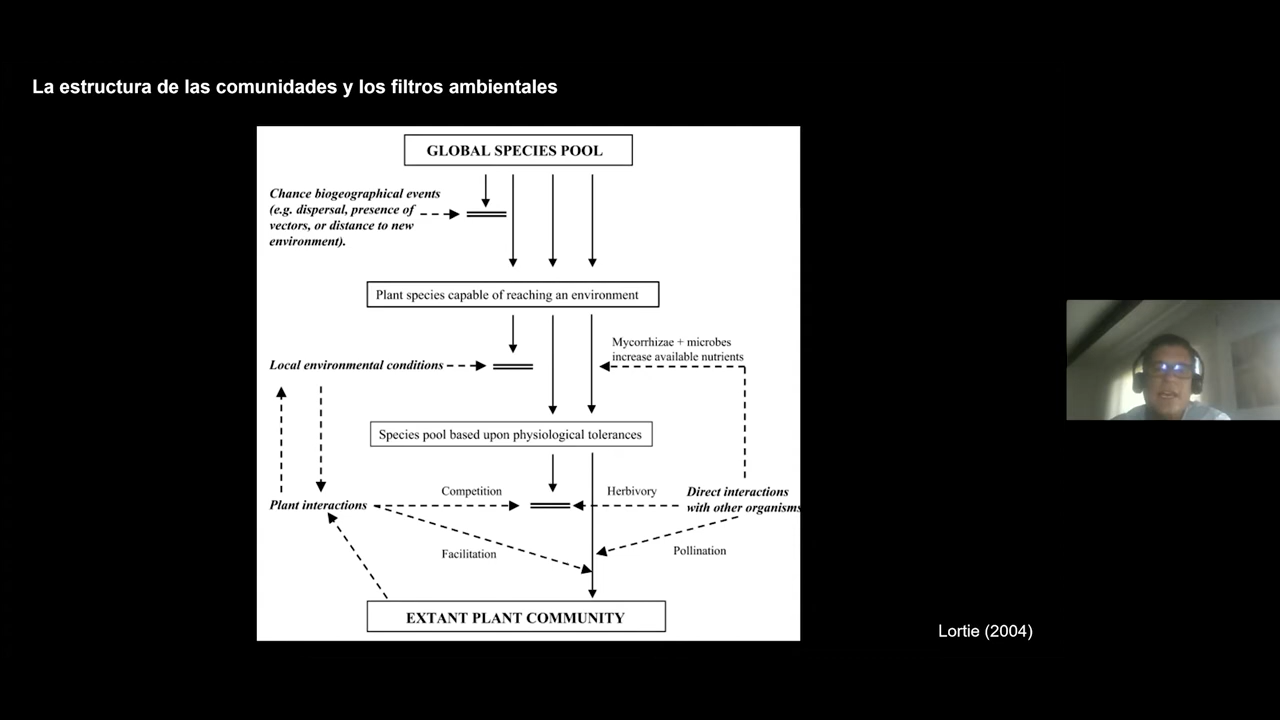 La estructura de las comunidades y los filtros ambientales
GLOBAL SPECIES POOL
Chance biogeographical events
(e.g. dispersal, presence of
vectors, or distance to new
environment).
Plant species capable of reaching an environment
Mycorrhizae + microbes
increase available nutrients
Local environmental conditions
Species pool based upon physiological tolerances
Competition
Herbivory
Direct interactions
with other organisms
Plant interactions
Facilitation
Pollination
EXTANT PLANT COMMUNITY
Lortie (2004)